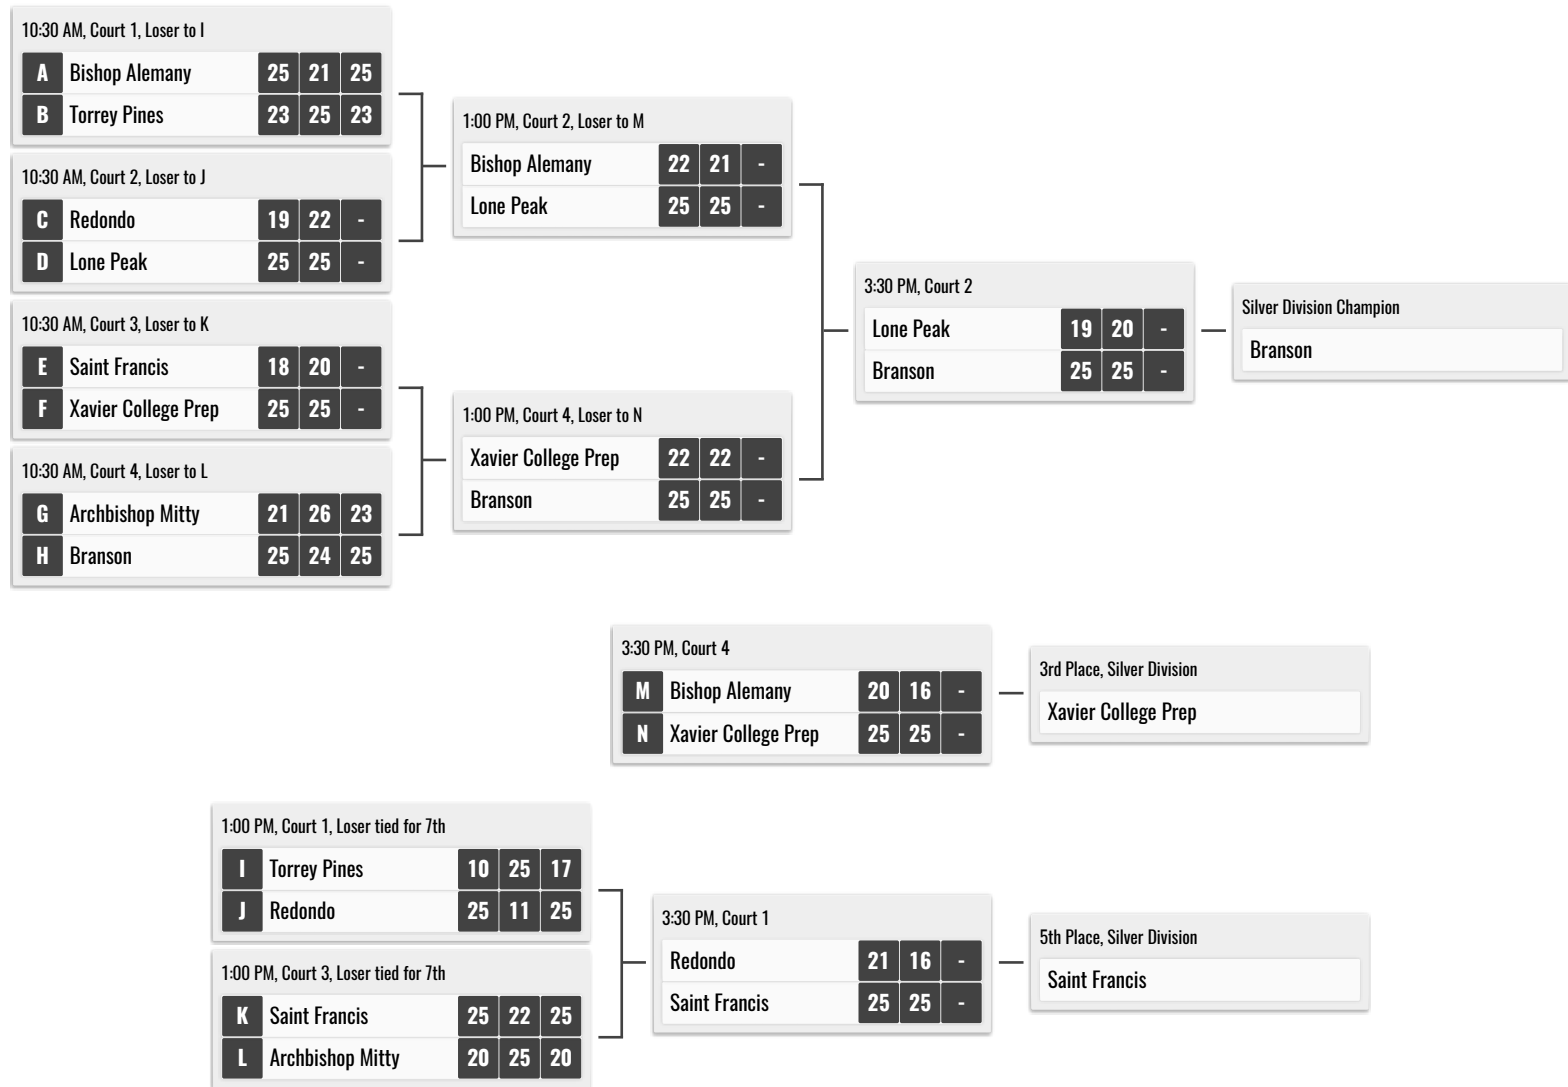 10:30 AM, Court 1, Loser to I
A Bishop Alemany 25 21 25
B Torrey Pines 23 25 23
10:30 AM, Court 2, Loser to J
C Redondo 19 22 -
D Lone Peak 25 25 -
10:30 AM, Court 3, Loser to K
E Saint Francis 18 20 -
F Xavier College Prep 25 25 -
10:30 AM, Court 4, Loser to L
G Archbishop Mitty 21 26 23
H Branson 25 24 25
1:00 PM, Court 2, Loser to M
Bishop Alemany 22 21 -
Lone Peak 25 25 -
1:00 PM, Court 4, Loser to N
Xavier College Prep 22 22 -
Branson 25 25 -
3:30 PM, Court 2
Lone Peak 19 20 -
Branson 25 25 -
Silver Division Champion
Branson
3:30 PM, Court 4
M Bishop Alemany 20 16 -
N Xavier College Prep 25 25 -
3rd Place, Silver Division
Xavier College Prep
1:00 PM, Court 1, Loser tied for 7th
I Torrey Pines 10 25 17
J Redondo 25 11 25
1:00 PM, Court 3, Loser tied for 7th
K Saint Francis 25 22 25
L Archbishop Mitty 20 25 20
3:30 PM, Court 1
Redondo 21 16 -
Saint Francis 25 25 -
5th Place, Silver Division
Saint Francis